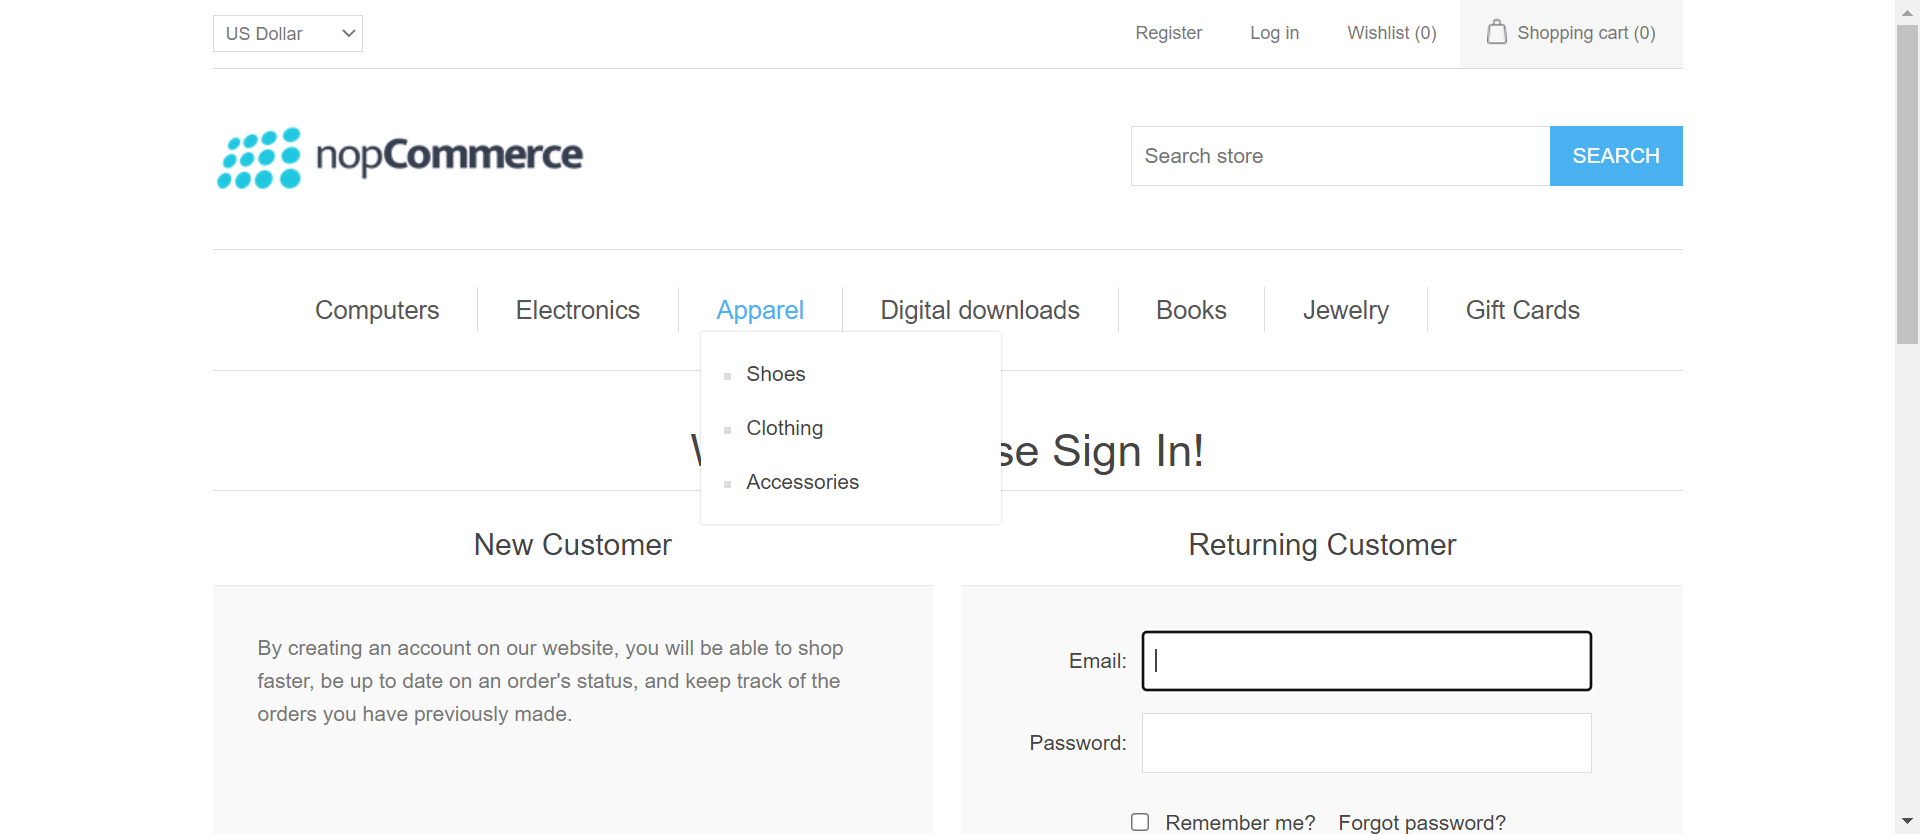 US Dollar
Register
Log in
Wishlist (0)
Shopping cart (0)
nopCommerce
Search store
SEARCH
Computers
Electronics
Apparel
Digital downloads
Books
Jewelry
Gift Cards
Shoes
Clothing
Accessories
Sign In!
New Customer
Returning Customer
By creating an account on our website, you will be able to shop
faster, be up to date on an order's status, and keep track of the
orders you have previously made.
Email:
Password:
Remember me?
Forgot password?